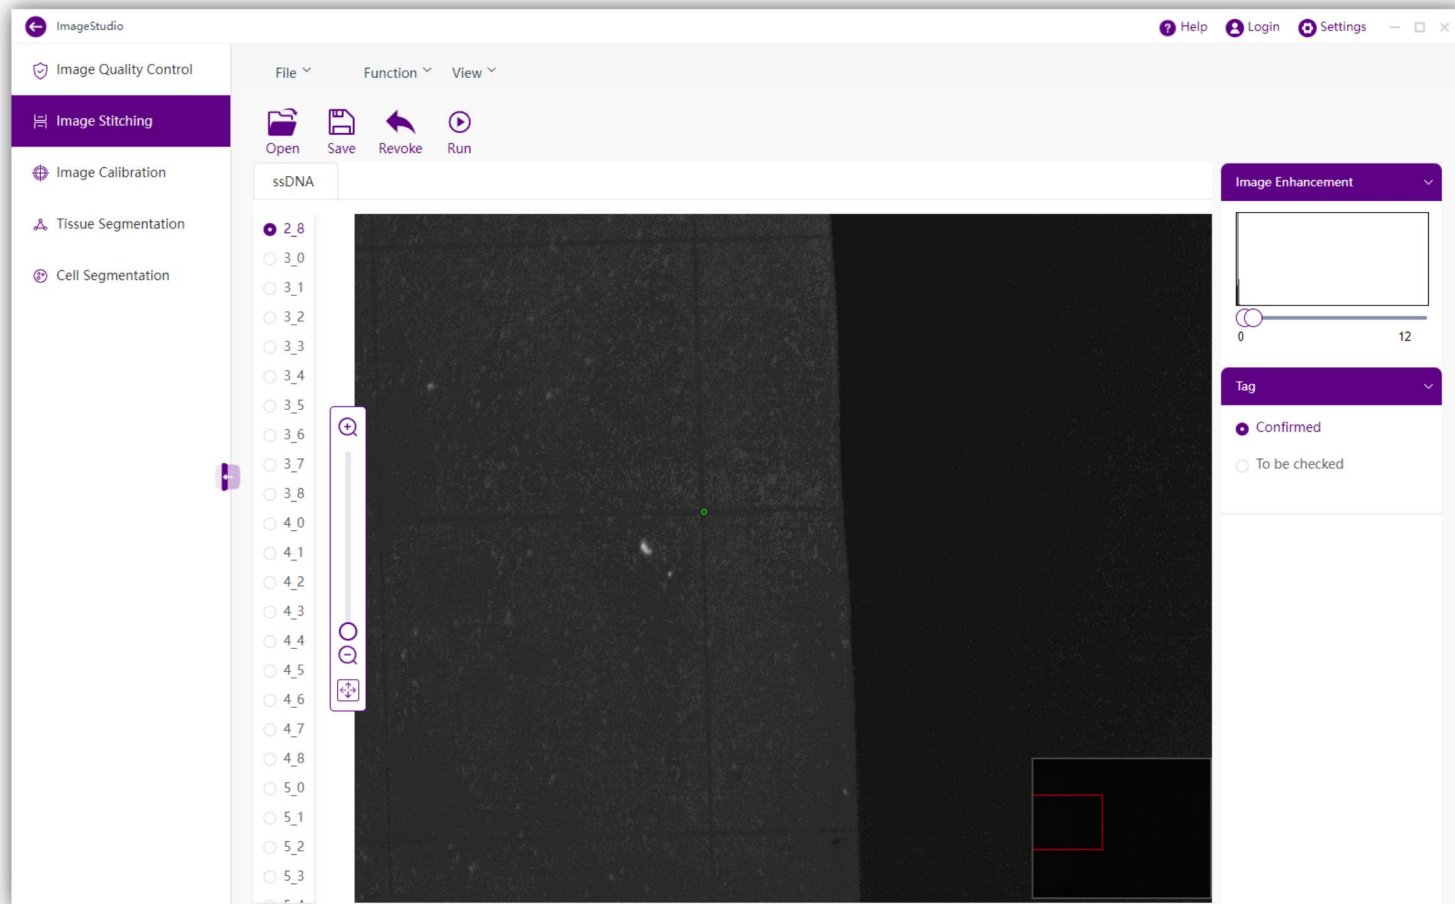 ImageStudio
Help Login Settings
Image Quality Control
Image Stitching
Image Calibration
Tissue Segmentation
Cell Segmentation
File Function View
Open Save Revoke Run
ssDNA
2_8
3_0
3_1
3_2
3_3
3_4
3_5
3_6
3_7
3_8
4_0
4_1
4_2
4_3
4_4
4_5
4_6
4_7
4_8
5_0
5_1
5_2
5_3
Image Enhancement
0 12
Tag
Confirmed
To be checked